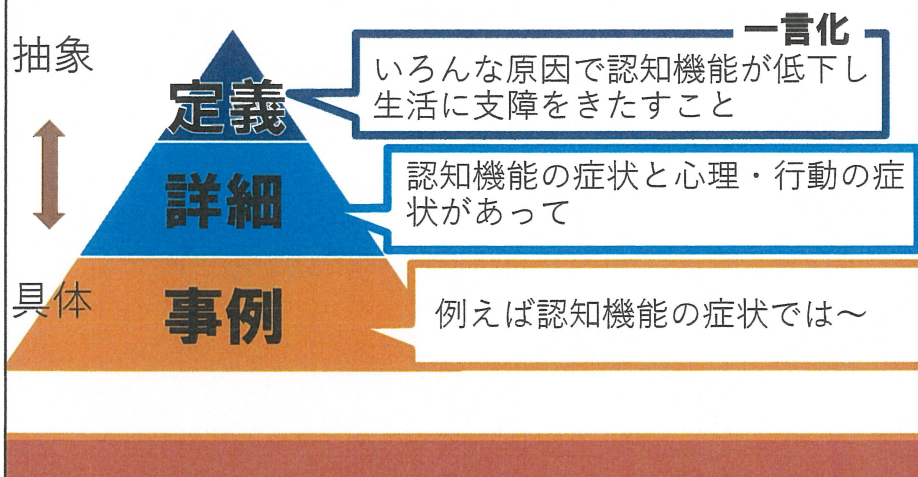 抽象
定義
一言化
いろんな原因で認知機能が低下し
生活に支障をきたすこと
詳細
認知機能の症状と心理・行動の症
状があって
具体
事例
例えば認知機能の症状では～